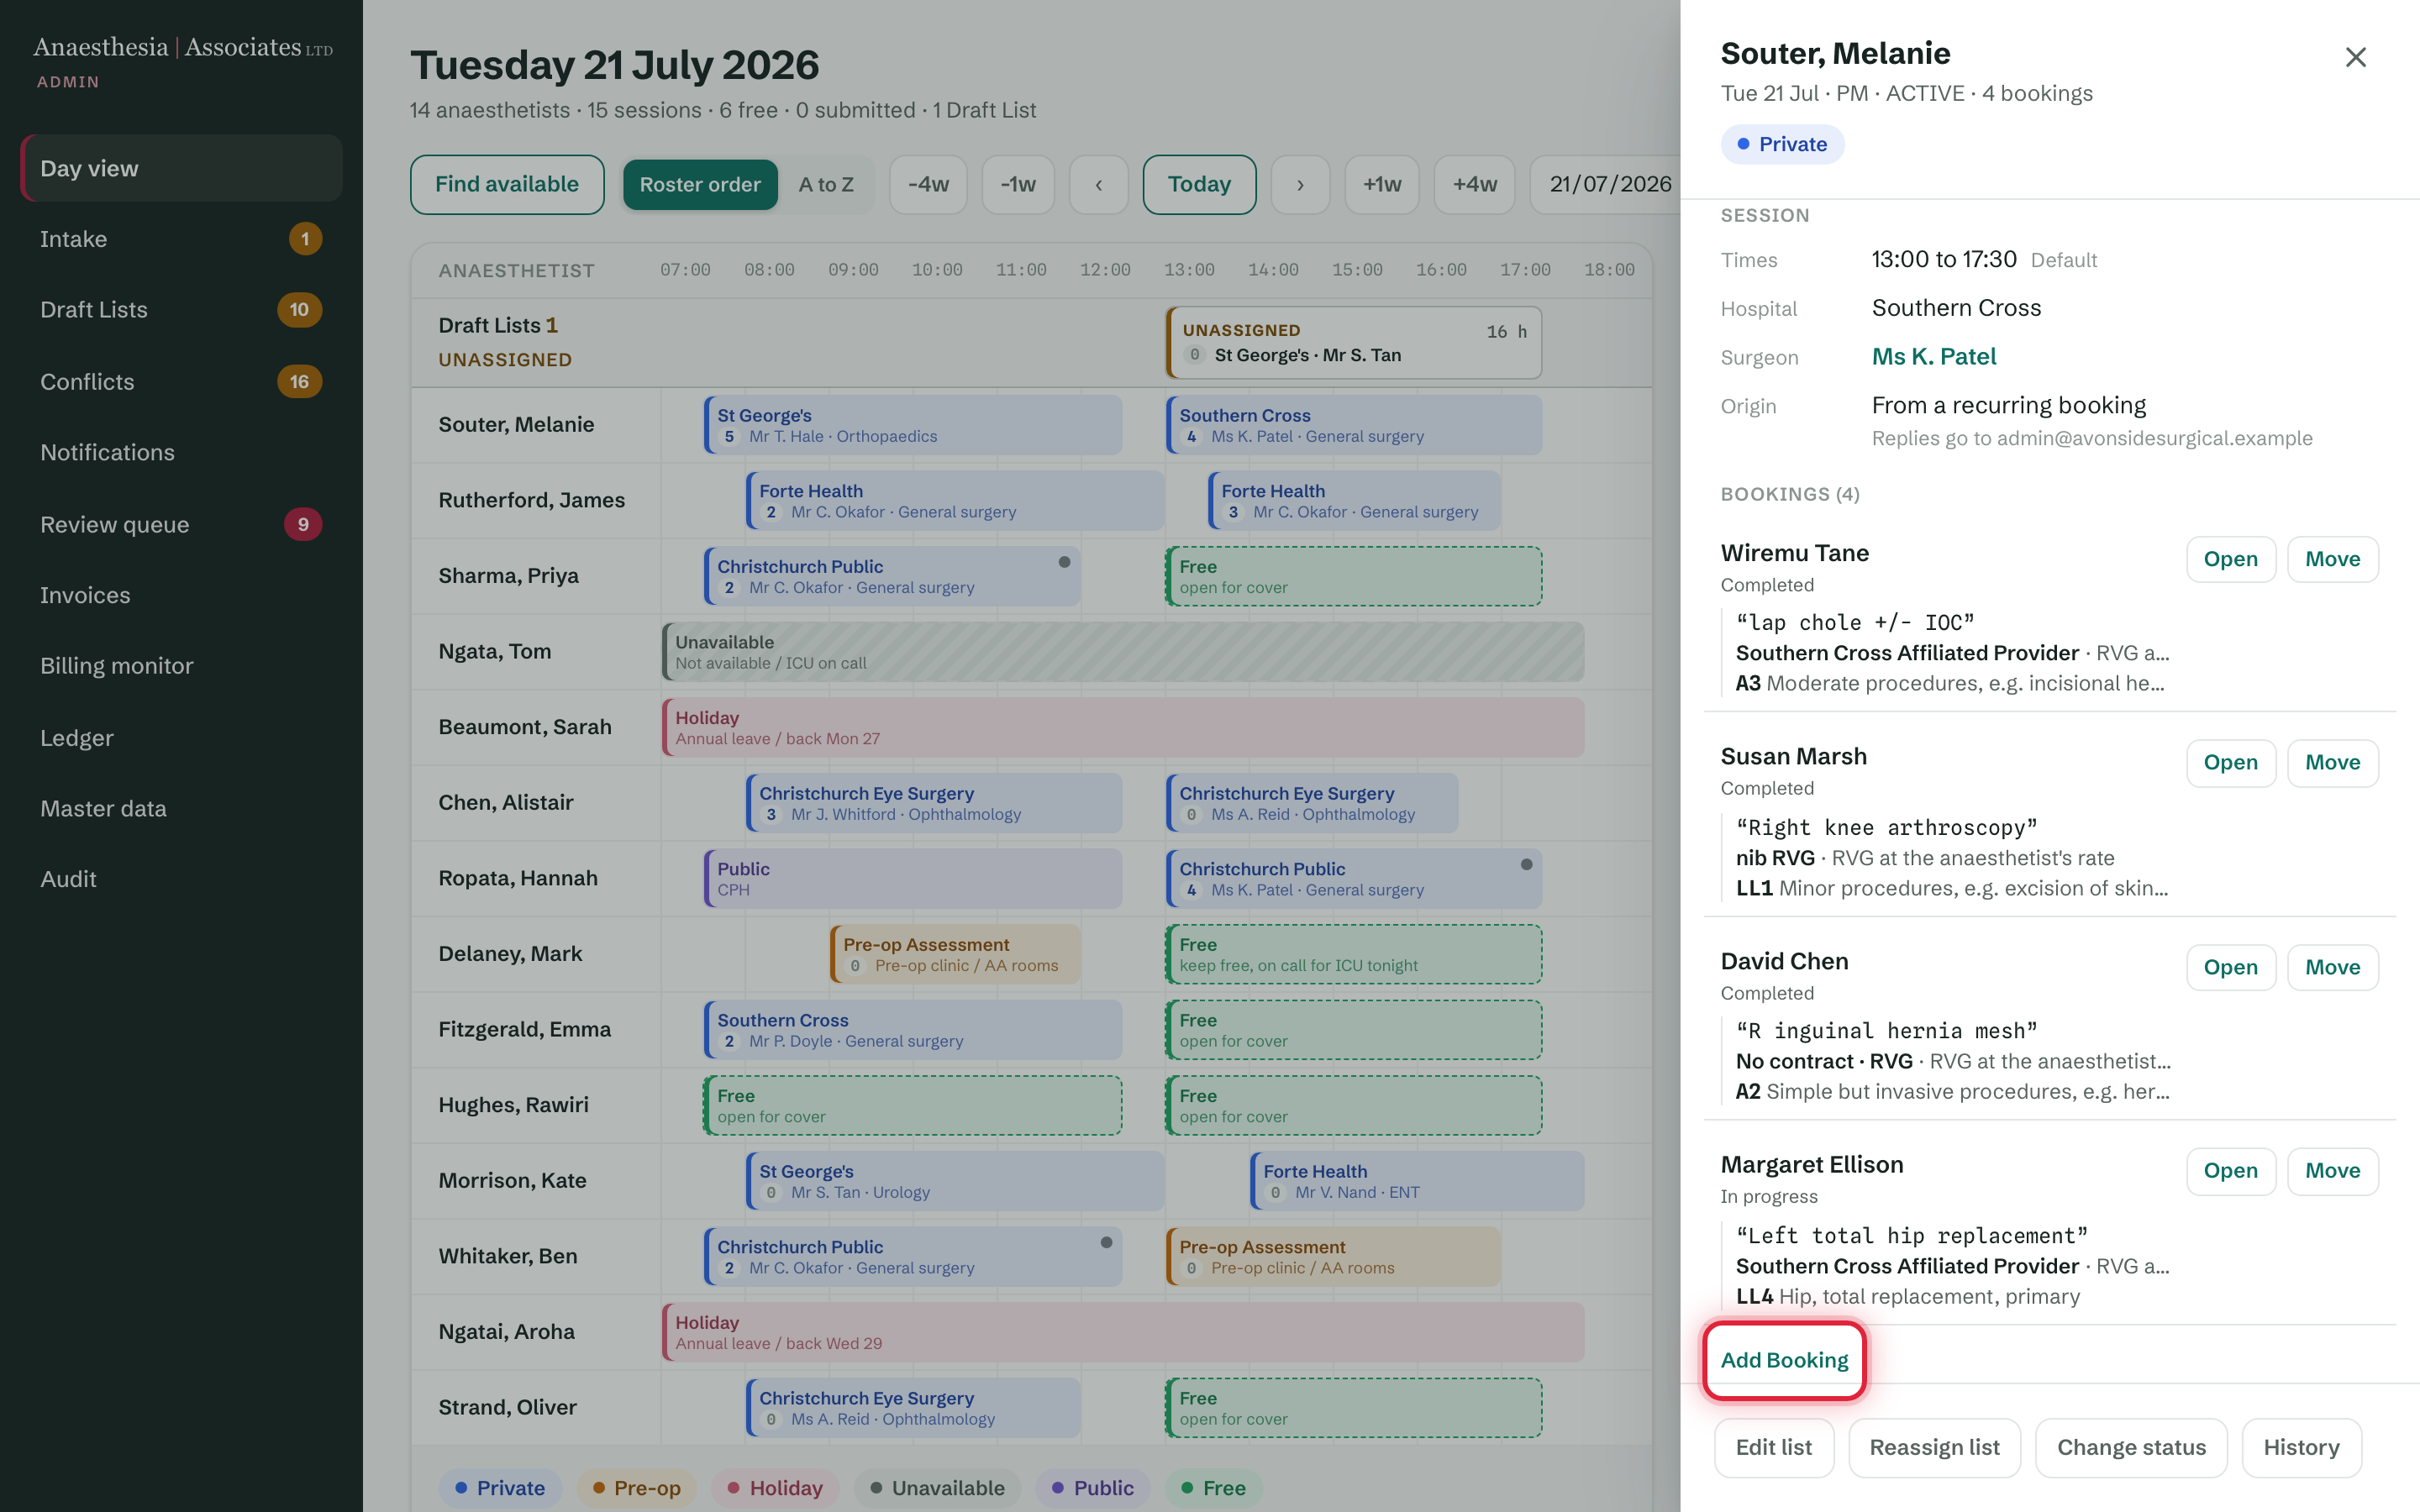 Anaesthesia | Associates LTD
ADMIN
Day view
Intake 1
Draft Lists 10
Conflicts 16
Notifications
Review queue 9
Invoices
Billing monitor
Ledger
Master data
Audit
Tuesday 21 July 2026
14 anaesthetists · 15 sessions · 6 free · 0 submitted · 1 Draft List
Find available Roster order A to Z -4w -1w ‹ Today › +1w +4w 21/07/2026
ANAESTHETIST 07:00 08:00 09:00 10:00 11:00 12:00 13:00 14:00 15:00 16:00 17:00 18:00
Draft Lists 1
UNASSIGNED
UNASSIGNED 16 h
0 St George's · Mr S. Tan
Souter, Melanie
St George's
5 Mr T. Hale · Orthopaedics
Southern Cross
4 Ms K. Patel · General surgery
Rutherford, James
Forte Health
2 Mr C. Okafor · General surgery
Forte Health
3 Mr C. Okafor · General surgery
Sharma, Priya
Christchurch Public
2 Mr C. Okafor · General surgery
Free
open for cover
Ngata, Tom
Unavailable
Not available / ICU on call
Beaumont, Sarah
Holiday
Annual leave / back Mon 27
Chen, Alistair
Christchurch Eye Surgery
3 Mr J. Whitford · Ophthalmology
Christchurch Eye Surgery
0 Ms A. Reid · Ophthalmology
Ropata, Hannah
Public
CPH
Christchurch Public
4 Ms K. Patel · General surgery
Delaney, Mark
Pre-op Assessment
0 Pre-op clinic / AA rooms
Free
keep free, on call for ICU tonight
Fitzgerald, Emma
Southern Cross
2 Mr P. Doyle · General surgery
Free
open for cover
Hughes, Rawiri
Free
open for cover
Free
open for cover
Morrison, Kate
St George's
0 Mr S. Tan · Urology
Forte Health
0 Mr V. Nand · ENT
Whitaker, Ben
Christchurch Public
2 Mr C. Okafor · General surgery
Pre-op Assessment
0 Pre-op clinic / AA rooms
Ngatai, Aroha
Holiday
Annual leave / back Wed 29
Strand, Oliver
Christchurch Eye Surgery
0 Ms A. Reid · Ophthalmology
Free
open for cover
Private Pre-op Holiday Unavailable Public Free
Souter, Melanie
Tue 21 Jul · PM · ACTIVE · 4 bookings
Private
SESSION
Times 13:00 to 17:30 Default
Hospital Southern Cross
Surgeon Ms K. Patel
Origin From a recurring booking
Replies go to admin@avonsidesurgical.example
BOOKINGS (4)
Wiremu Tane Open Move
Completed
“lap chole +/- IOC”
Southern Cross Affiliated Provider · RVG a...
A3 Moderate procedures, e.g. incisional he...
Susan Marsh Open Move
Completed
“Right knee arthroscopy”
nib RVG · RVG at the anaesthetist's rate
LL1 Minor procedures, e.g. excision of skin...
David Chen Open Move
Completed
“R inguinal hernia mesh”
No contract · RVG · RVG at the anaesthetist...
A2 Simple but invasive procedures, e.g. her...
Margaret Ellison Open Move
In progress
“Left total hip replacement”
Southern Cross Affiliated Provider · RVG a...
LL4 Hip, total replacement, primary
Add Booking
Edit list Reassign list Change status History